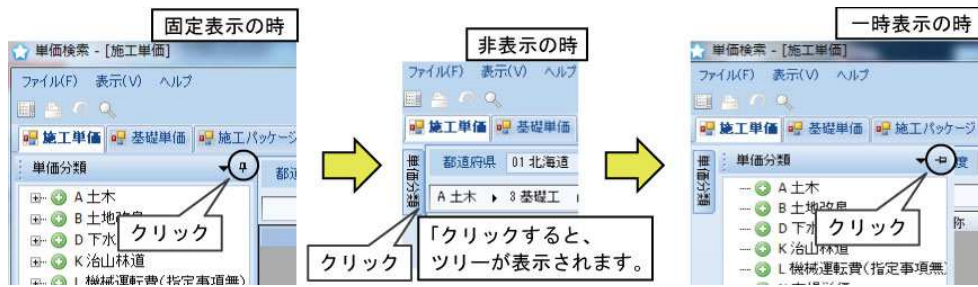 固定表示の時
単価検索 - [施工単価]
ファイル(F) 表示(V) ヘルプ
施工単価 基礎単価 施工パッケージ
単価分類
A 土木
B 土地改良
D 下水
K 治山林道
L 機械運転費(指定事項無)
クリック
非表示の時
ファイル(F) 表示(V) ヘルプ
施工単価 基礎単価
単価分類
都道府県 01 北海道
A 土木 3 基礎工
クリック
「クリックすると、
ツリーが表示されます。
一時表示の時
単価検索 - [施工単価]
ファイル(F) 表示(V) ヘルプ
施工単価 基礎単価 施工パッケージ
単価分類
単価分類
度
A 土木
B 土地改良
D 下水
K 治山林道
L 機械運転費(指定事項無
クリック
称